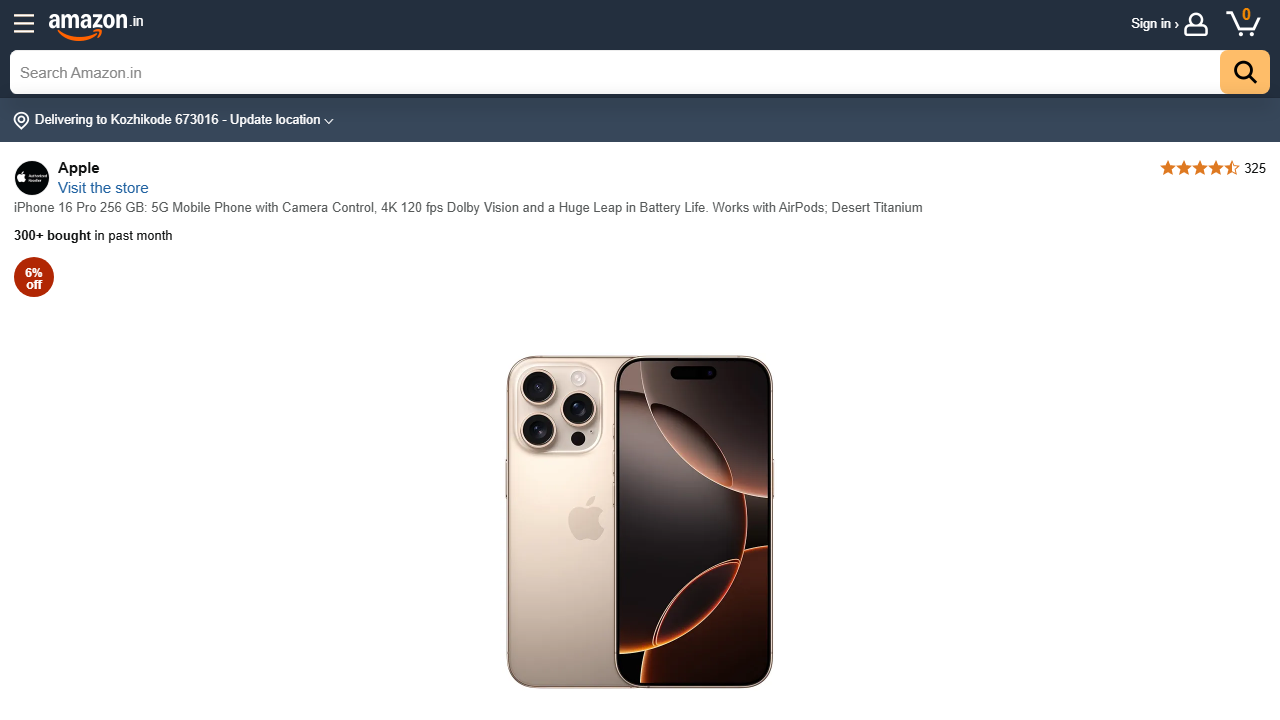 amazon.in
Sign in ›
0
Search Amazon.in
Delivering to Kozhikode 673016 - Update location
Apple
Visit the store
325
iPhone 16 Pro 256 GB: 5G Mobile Phone with Camera Control, 4K 120 fps Dolby Vision and a Huge Leap in Battery Life. Works with AirPods; Desert Titanium
300+ bought in past month
6%
off